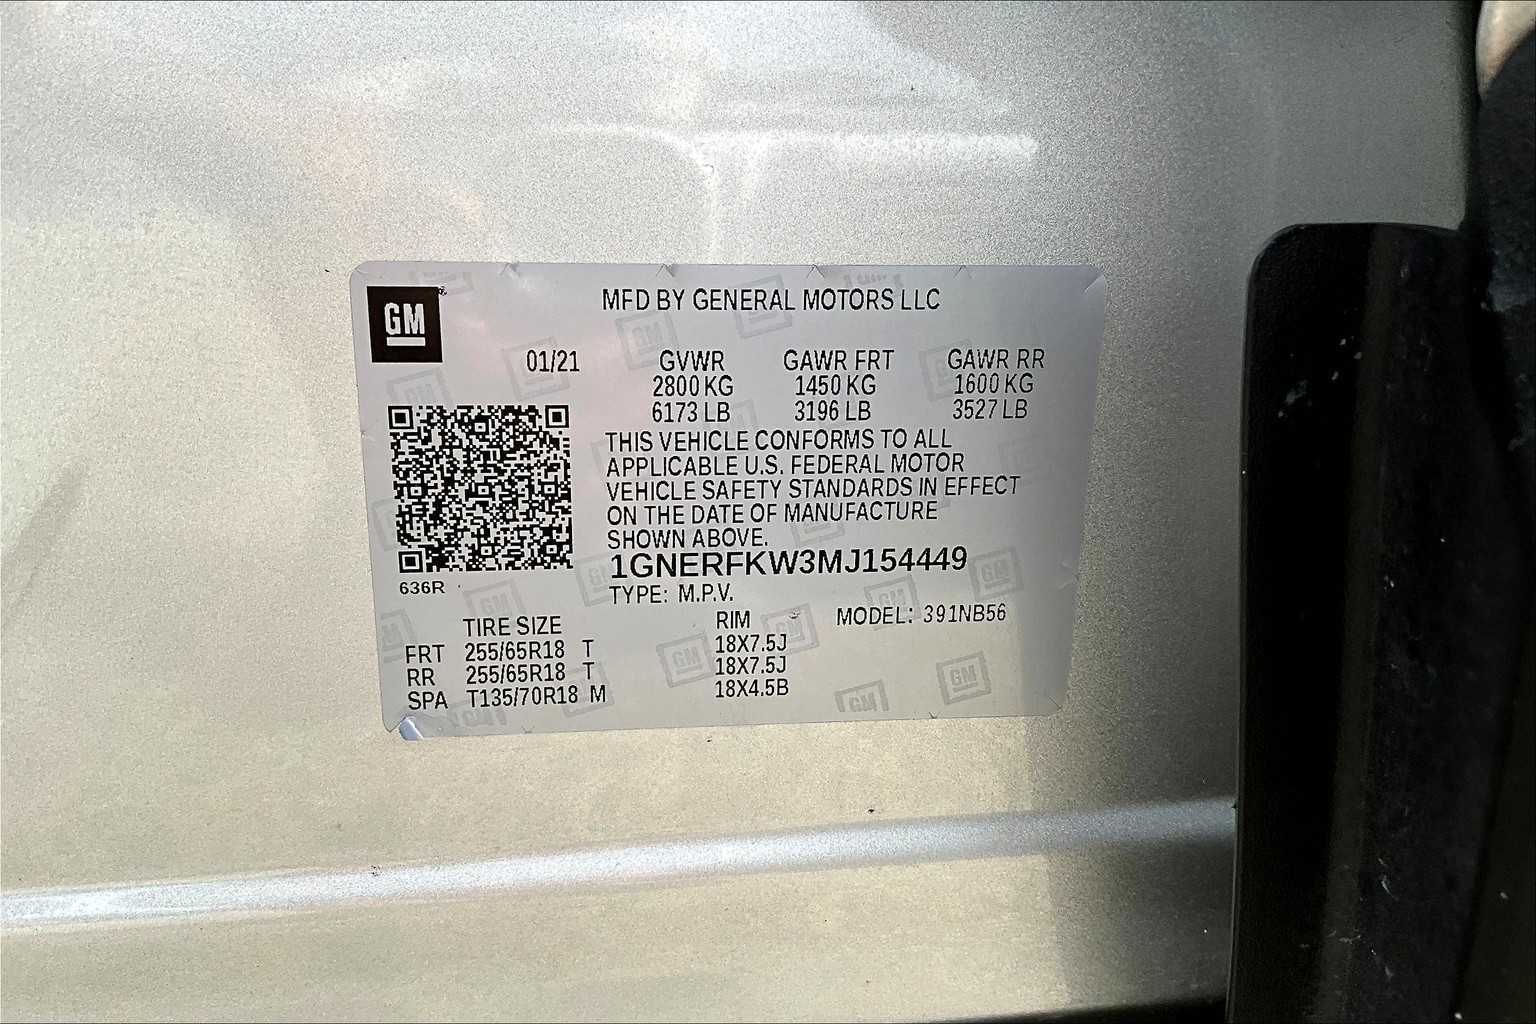 MFD BY GENERAL MOTORS LLC
GM
01/21 GVWR GAWR FRT GAWR RR
2800 KG 1450 KG 1600 KG
6173 LB 3196 LB 3527 LB
THIS VEHICLE CONFORMS TO ALL
APPLICABLE U.S. FEDERAL MOTOR
VEHICLE SAFETY STANDARDS IN EFFECT
ON THE DATE OF MANUFACTURE
SHOWN ABOVE.
1GNERFKW3MJ154449
636R
TYPE: M.P.V.
TIRE SIZE RIM MODEL: 391NB56
FRT 255/65R18 T 18X7.5J
RR 255/65R18 T 18X7.5J
SPA T135/70R18 M 18X4.5B